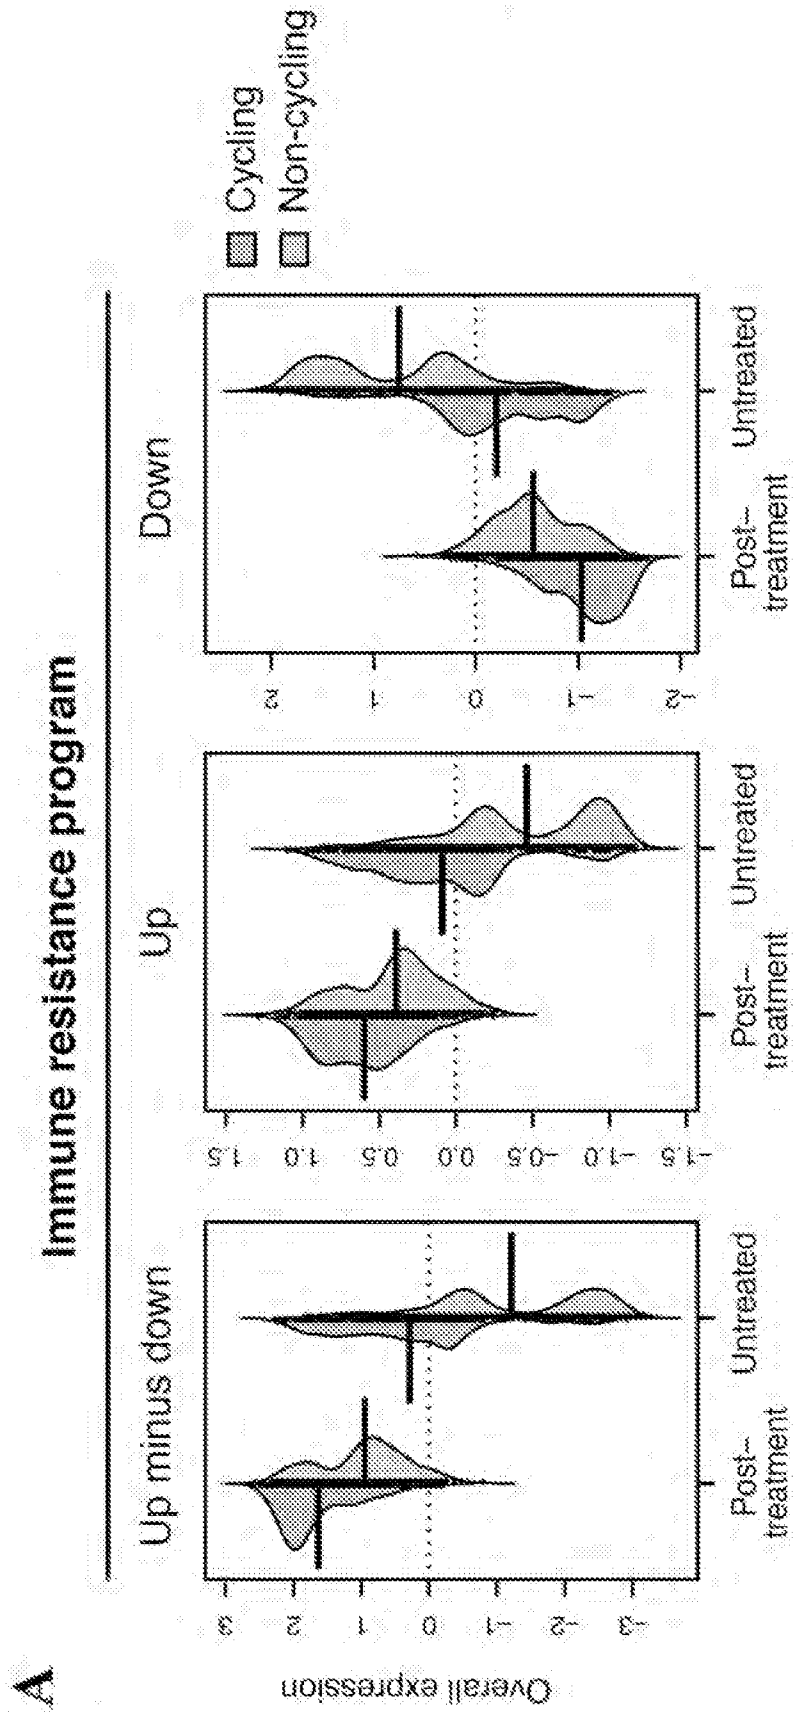 A
Immune resistance program
Up minus down
Up
Down
Cycling
Non-cycling
Overall expression
3
2
1
0
-1
-2
-3
Post–
treatment
Untreated
1.5
1.0
0.5
0.0
-0.5
-1.0
-1.5
Post–
treatment
Untreated
2
1
0
-1
-2
Post–
treatment
Untreated